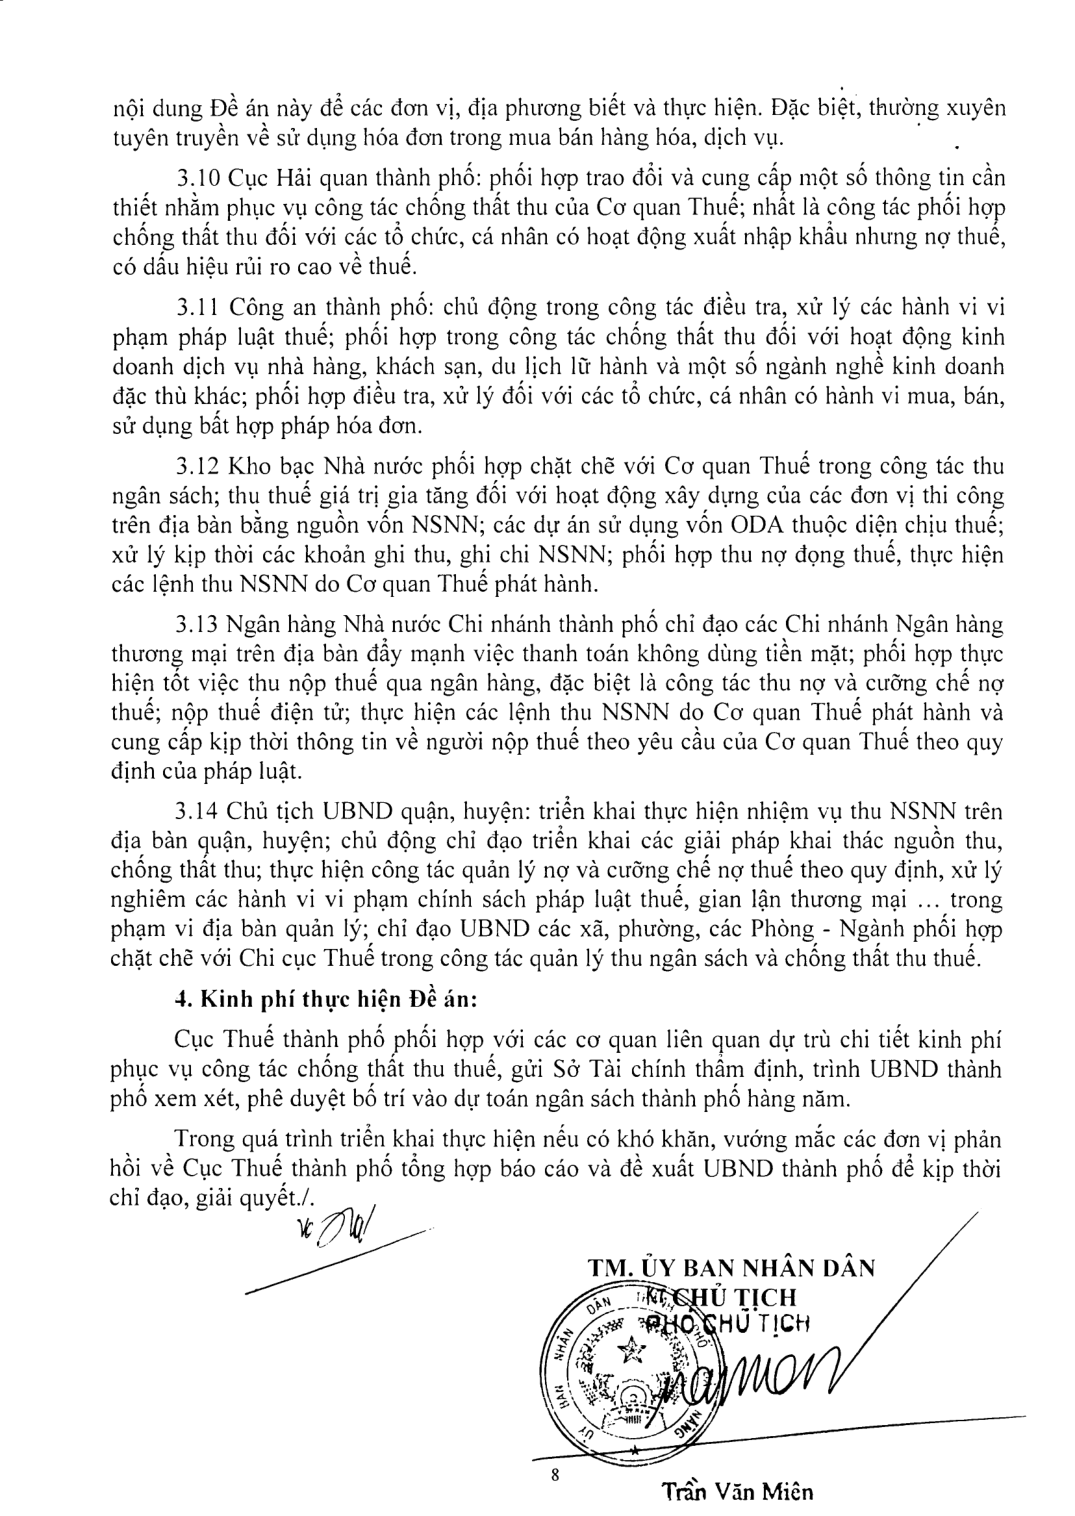 nội dung Đề án này để các đơn vị, địa phương biết và thực hiện. Đặc biệt, thường xuyên
tuyên truyền về sử dụng hóa đơn trong mua bán hàng hóa, dịch vụ.
3.10 Cục Hải quan thành phố: phối hợp trao đổi và cung cấp một số thông tin cần
thiết nhằm phục vụ công tác chống thất thu của Cơ quan Thuế; nhất là công tác phối hợp
chống thất thu đối với các tổ chức, cá nhân có hoạt động xuất nhập khẩu nhưng nợ thuế,
có dấu hiệu rủi ro cao về thuế.
3.11 Công an thành phố: chủ động trong công tác điều tra, xử lý các hành vi vi
phạm pháp luật thuế; phối hợp trong công tác chống thất thu đối với hoạt động kinh
doanh dịch vụ nhà hàng, khách sạn, du lịch lữ hành và một số ngành nghề kinh doanh
đặc thù khác; phối hợp điều tra, xử lý đối với các tổ chức, cá nhân có hành vi mua, bán,
sử dụng bất hợp pháp hóa đơn.
3.12 Kho bạc Nhà nước phối hợp chặt chẽ với Cơ quan Thuế trong công tác thu
ngân sách; thu thuế giá trị gia tăng đối với hoạt động xây dựng của các đơn vị thi công
trên địa bàn bằng nguồn vốn NSNN; các dự án sử dụng vốn ODA thuộc diện chịu thuế;
xử lý kịp thời các khoản ghi thu, ghi chi NSNN; phối hợp thu nợ đọng thuế, thực hiện
các lệnh thu NSNN do Cơ quan Thuế phát hành.
3.13 Ngân hàng Nhà nước Chi nhánh thành phố chỉ đạo các Chi nhánh Ngân hàng
thương mại trên địa bàn đẩy mạnh việc thanh toán không dùng tiền mặt; phối hợp thực
hiện tốt việc thu nộp thuế qua ngân hàng, đặc biệt là công tác thu nợ và cưỡng chế nợ
thuế; nộp thuế điện tử; thực hiện các lệnh thu NSNN do Cơ quan Thuế phát hành và
cung cấp kịp thời thông tin về người nộp thuế theo yêu cầu của Cơ quan Thuế theo quy
định của pháp luật.
3.14 Chủ tịch UBND quận, huyện: triển khai thực hiện nhiệm vụ thu NSNN trên
địa bàn quận, huyện; chủ động chỉ đạo triển khai các giải pháp khai thác nguồn thu,
chống thất thu; thực hiện công tác quản lý nợ và cưỡng chế nợ thuế theo quy định, xử lý
nghiêm các hành vi vi phạm chính sách pháp luật thuế, gian lận thương mại … trong
phạm vi địa bàn quản lý; chỉ đạo UBND các xã, phường, các Phòng - Ngành phối hợp
chặt chẽ với Chi cục Thuế trong công tác quản lý thu ngân sách và chống thất thu thuế.
4. Kinh phí thực hiện Đề án:
Cục Thuế thành phố phối hợp với các cơ quan liên quan dự trù chi tiết kinh phí
phục vụ công tác chống thất thu thuế, gửi Sở Tài chính thẩm định, trình UBND thành
phố xem xét, phê duyệt bố trí vào dự toán ngân sách thành phố hàng năm.
Trong quá trình triển khai thực hiện nếu có khó khăn, vướng mắc các đơn vị phản
hồi về Cục Thuế thành phố tổng hợp báo cáo và đề xuất UBND thành phố để kịp thời
chỉ đạo, giải quyết./.
TM. ỦY BAN NHÂN DÂN
KT. CHỦ TỊCH
PHÓ CHỦ TỊCH
ỦY BAN NHÂN DÂN THÀNH PHỐ ĐÀ NẴNG
8
Trần Văn Miên